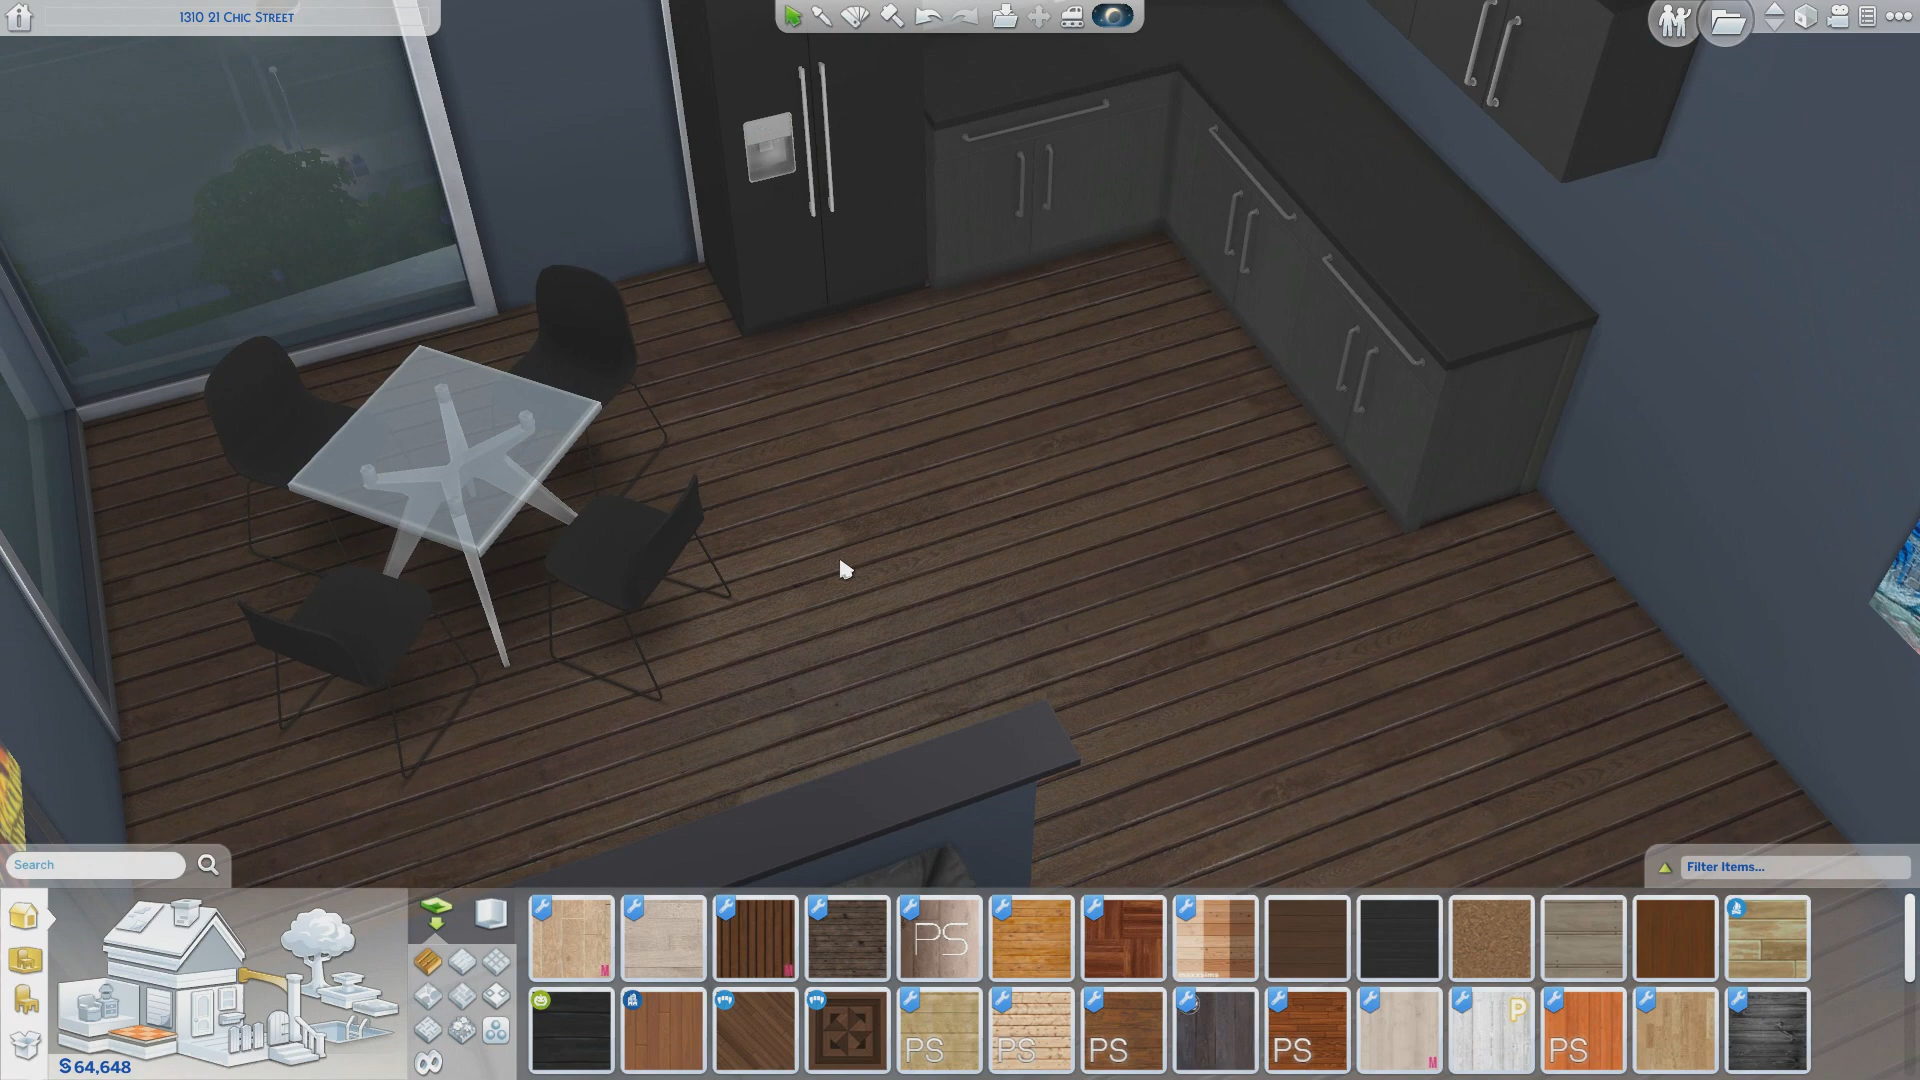 1310 21 Chic Street
Search
Filter Items...
M
M
PS
PS
PS
PS
PS
M
P
PS
§64,648